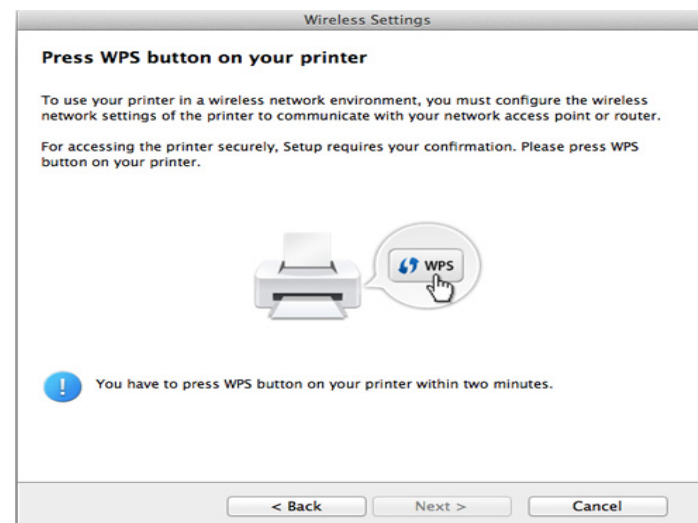 Wireless Settings
Press WPS button on your printer
To use your printer in a wireless network environment, you must configure the wireless
network settings of the printer to communicate with your network access point or router.
For accessing the printer securely, Setup requires your confirmation. Please press WPS
button on your printer.
WPS
! You have to press WPS button on your printer within two minutes.
< Back Next > Cancel